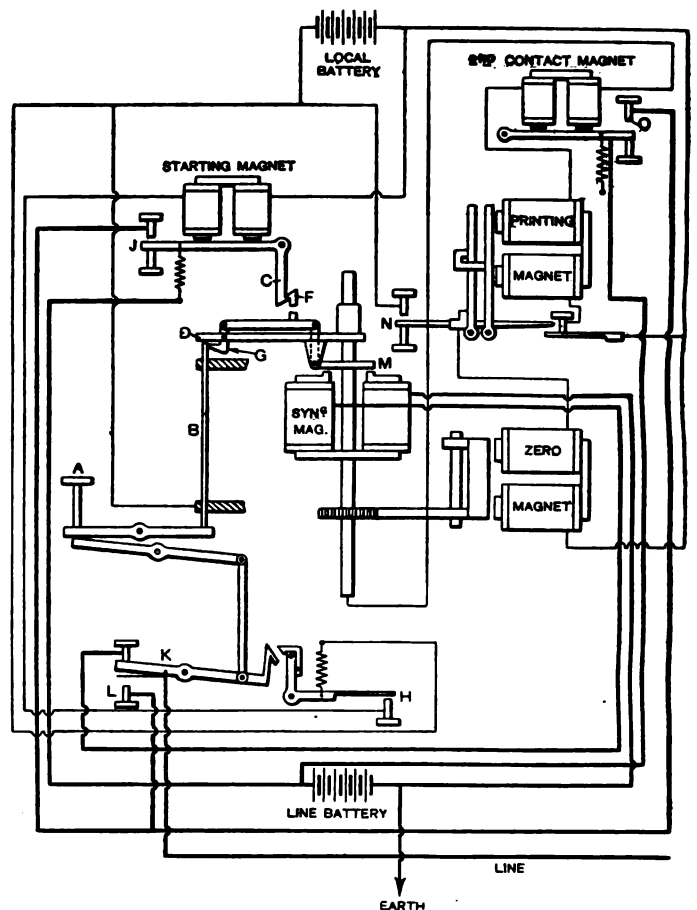 LOCAL
BATTERY
2ND CONTACT MAGNET
O
STARTING MAGNET
PRINTING
MAGNET
J
C
F
N
D
G
M
SYNG
MAG.
B
ZERO
MAGNET
A
K
L
H
LINE BATTERY
LINE
EARTH